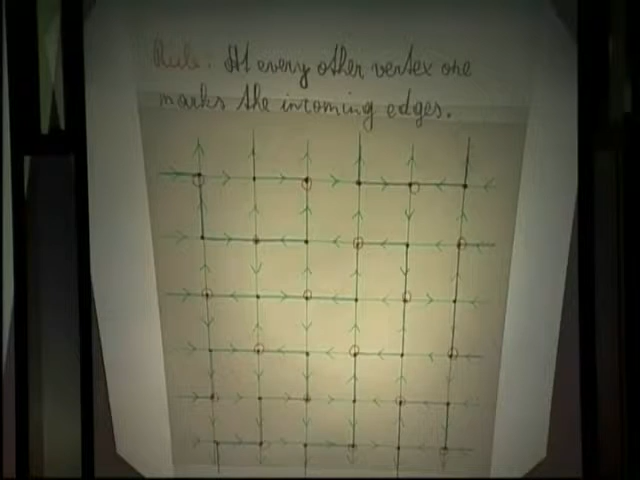 Rule: At every other vertex one
marks the incoming edges.